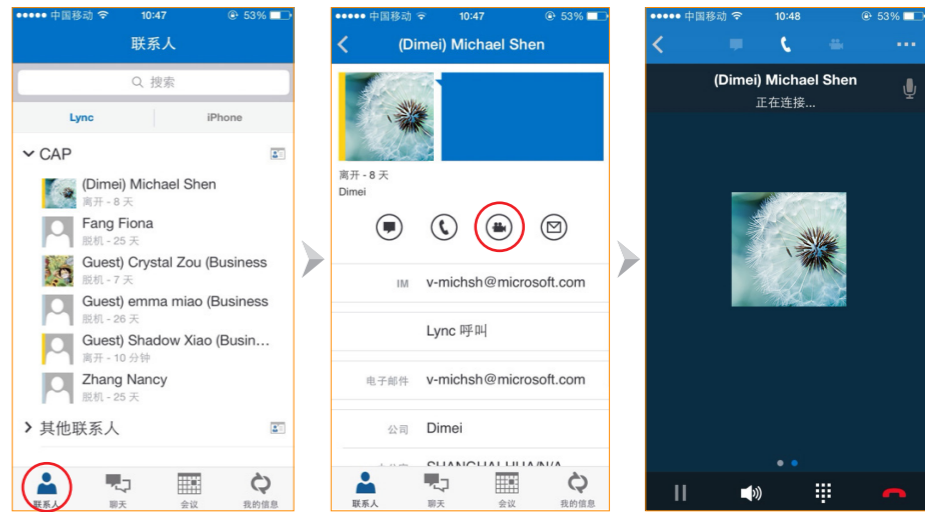 中国移动 10:47 53%
联系人
搜索
Lync iPhone
CAP
(Dimei) Michael Shen
离开 - 8 天
Fang Fiona
脱机 - 25 天
Guest) Crystal Zou (Business
脱机 - 7 天
Guest) emma miao (Business
脱机 - 26 天
Guest) Shadow Xiao (Busin...
离开 - 10 分钟
Zhang Nancy
脱机 - 25 天
其他联系人
联系人 聊天 会议 我的信息
中国移动 10:47 53%
(Dimei) Michael Shen
离开 - 8 天
Dimei
IM v-michsh@microsoft.com
Lync 呼叫
电子邮件 v-michsh@microsoft.com
公司 Dimei
联系人 聊天 会议 我的信息
中国移动 10:48 53%
(Dimei) Michael Shen
正在连接...